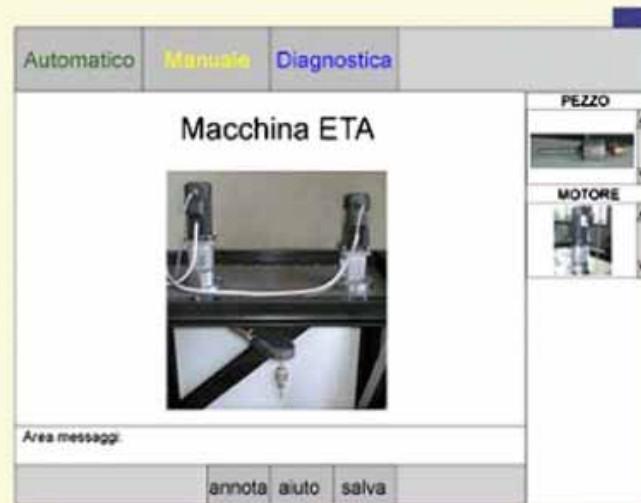 Automatico Manuale Diagnostica
Macchina ETA
PEZZO
MOTORE
Area messaggi:
annota aiuto salva